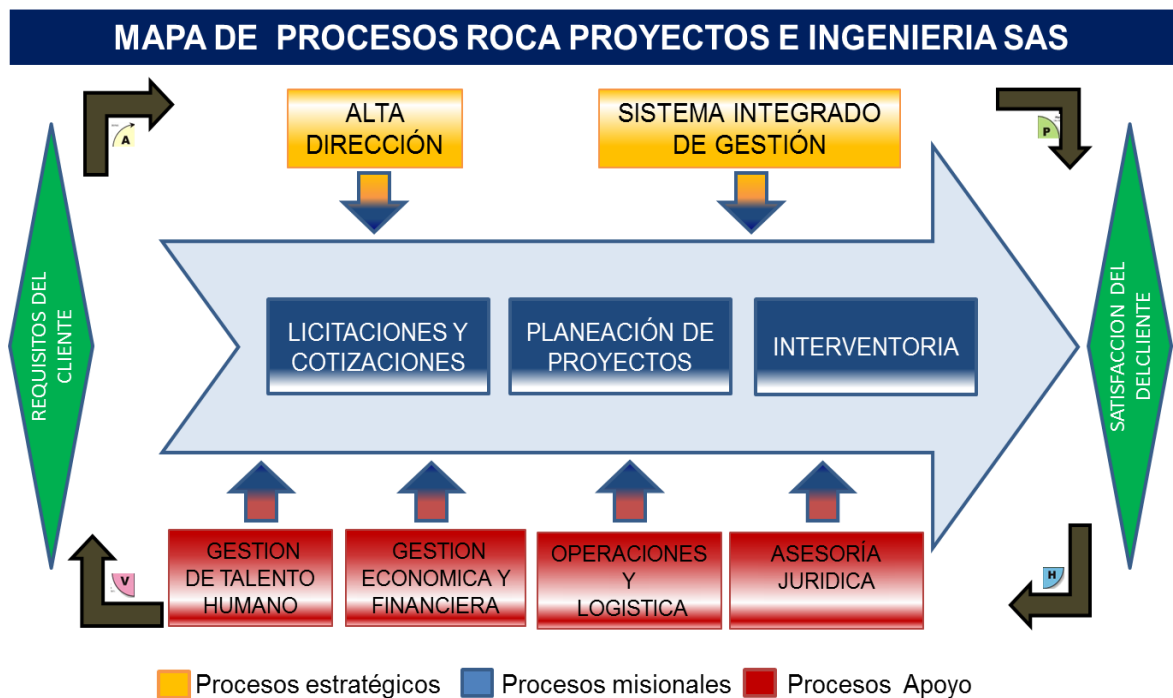 MAPA DE PROCESOS ROCA PROYECTOS E INGENIERIA SAS
A
ALTA
DIRECCIÓN
SISTEMA INTEGRADO
DE GESTIÓN
P
REQUISITOS DEL
CLIENTE
LICITACIONES Y
COTIZACIONES
PLANEACIÓN DE
PROYECTOS
INTERVENTORIA
SATISFACCION DEL
DELCLIENTE
V
GESTION
DE TALENTO
HUMANO
GESTION
ECONOMICA Y
FINANCIERA
OPERACIONES
Y
LOGISTICA
ASESORÍA
JURIDICA
H
Procesos estratégicos
Procesos misionales
Procesos Apoyo